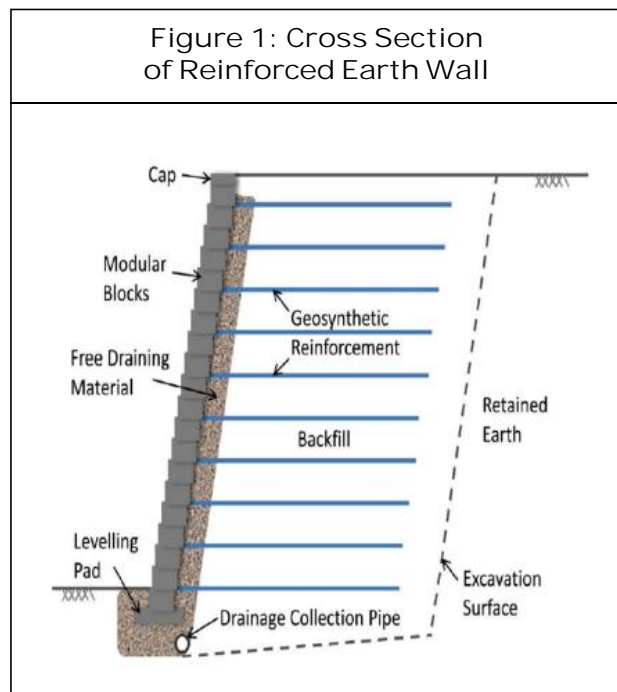 Figure 1: Cross Section
of Reinforced Earth Wall
Cap
Modular
Blocks
Geosynthetic
Reinforcement
Free Draining
Material
Retained
Earth
Backfill
Levelling
Pad
Excavation
Surface
Drainage Collection Pipe